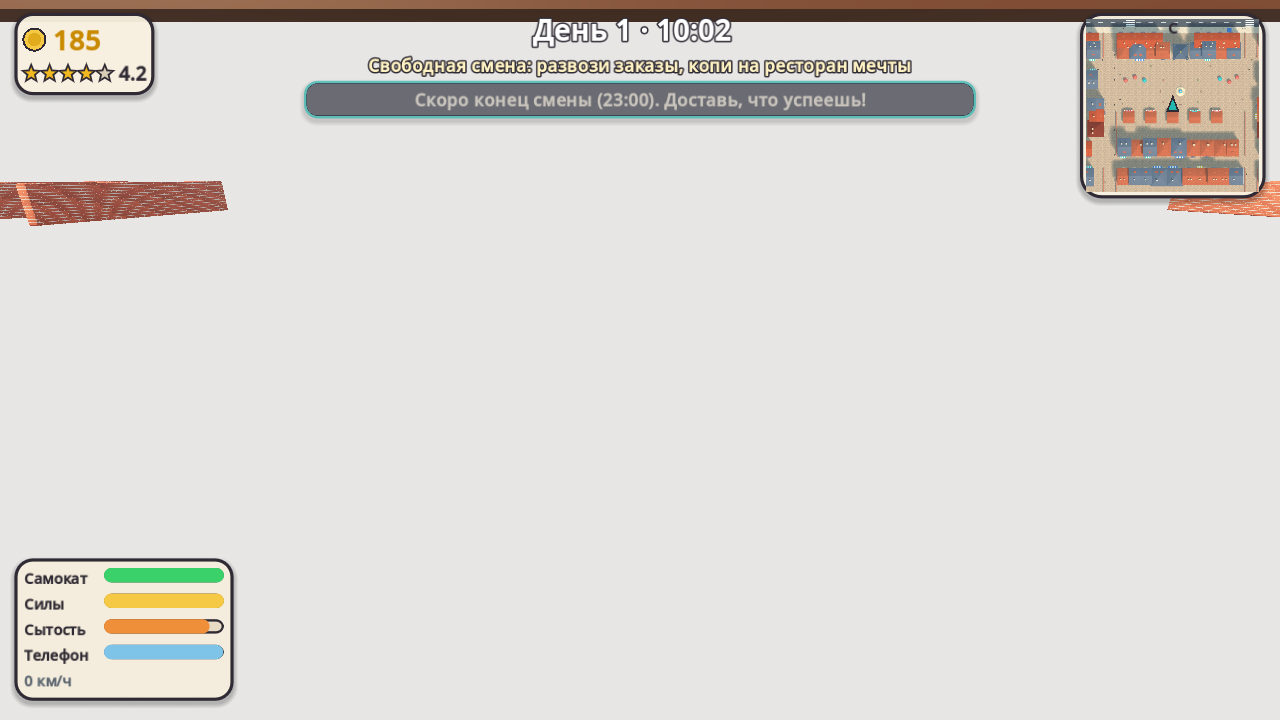 185
4.2
День 1 · 10:02
Свободная смена: развози заказы, копи на ресторан мечты
Скоро конец смены (23:00). Доставь, что успеешь!
С
Самокат
Силы
Сытость
Телефон
0 км/ч